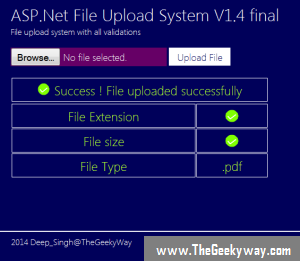 ASP.Net File Upload System V1.4 final
File upload system with all validations
Browse... No file selected. Upload File
Success ! File uploaded successfully
File Extension
File size
File Type .pdf
2014 Deep_Singh@TheGeekyWay
www.TheGeekyway.com